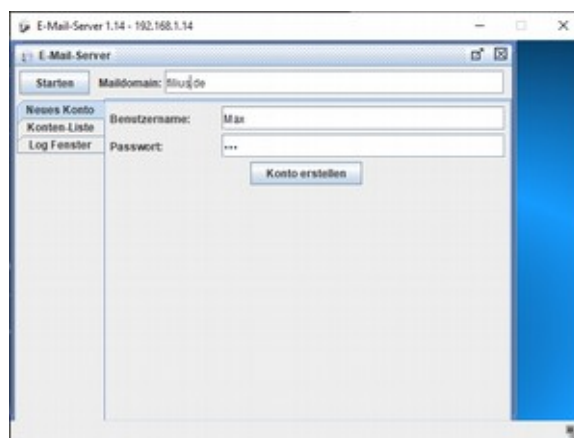 E-Mail-Server 1.14 - 192.168.1.14
E-Mail-Server
Starten Maildomain: filius.de
Neues Konto
Konten-Liste
Log Fenster
Benutzername: Max
Passwort: •••
Konto erstellen